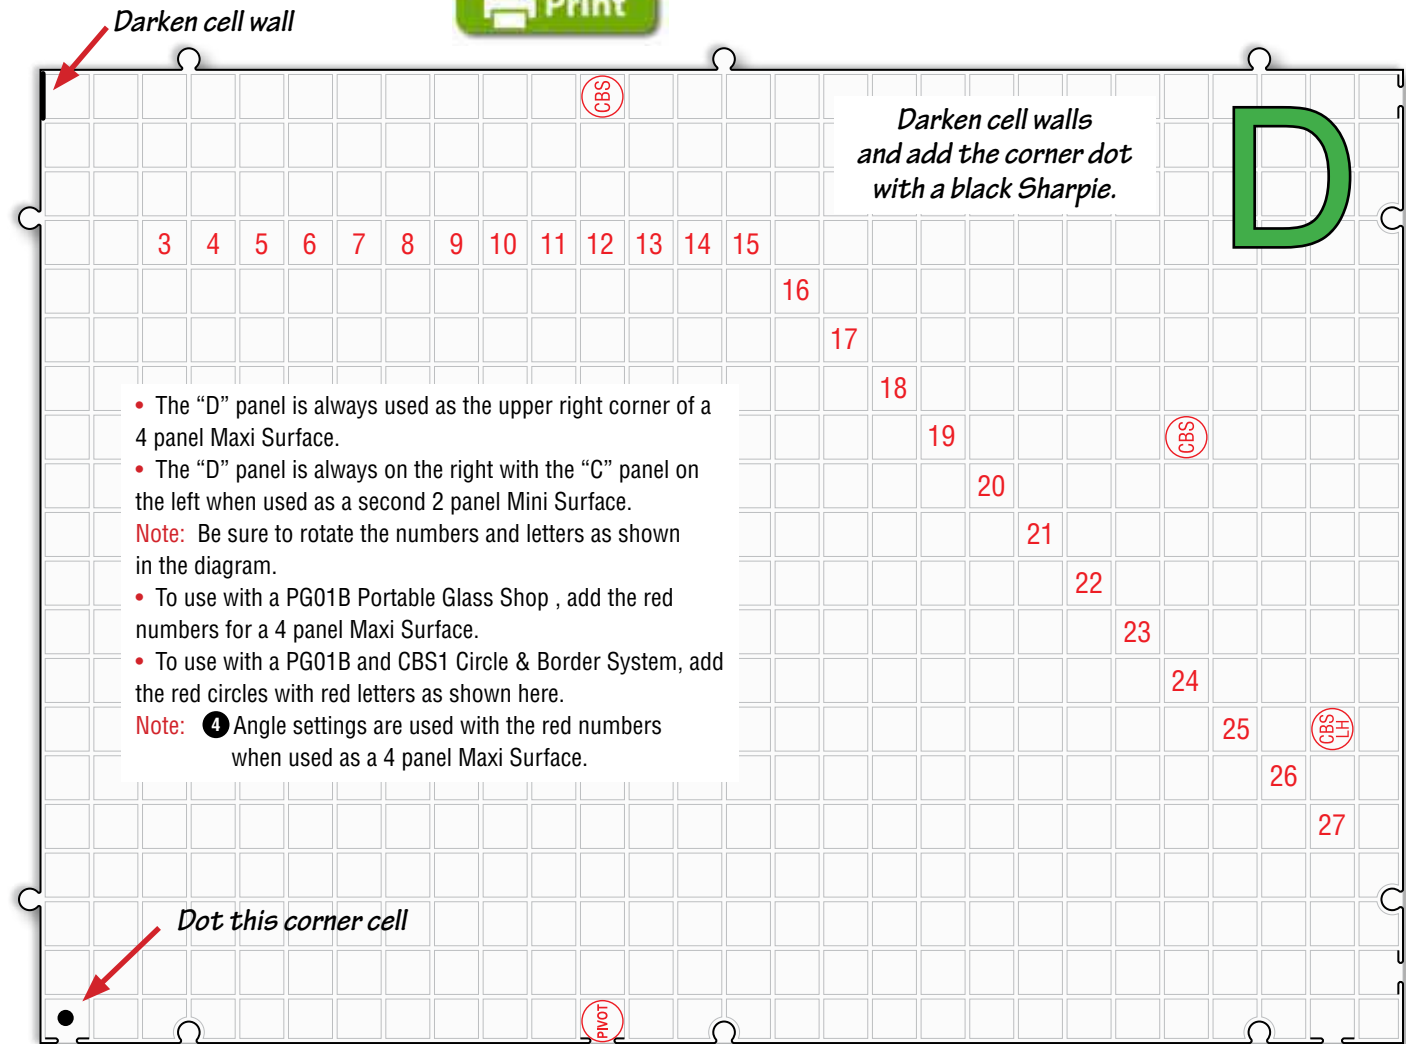 Darken cell wall
Print
CBS
Darken cell walls
and add the corner dot
with a black Sharpie.
D
3 4 5 6 7 8 9 10 11 12 13 14 15
16
17
18
• The “D” panel is always used as the upper right corner of a
4 panel Maxi Surface.
• The “D” panel is always on the right with the “C” panel on
the left when used as a second 2 panel Mini Surface.
Note: Be sure to rotate the numbers and letters as shown
in the diagram.
• To use with a PG01B Portable Glass Shop , add the red
numbers for a 4 panel Maxi Surface.
• To use with a PG01B and CBS1 Circle & Border System, add
the red circles with red letters as shown here.
Note: 4 Angle settings are used with the red numbers
when used as a 4 panel Maxi Surface.
19
CBS
20
21
22
23
24
25
CBS
LH
26
27
Dot this corner cell
PIVOT